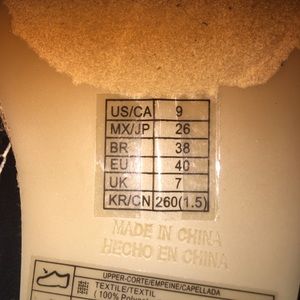 US/CA 9
MX/JP 26
BR 38
EU 40
UK 7
KR/CN 260(1.5)
MADE IN CHINA
HECHO EN CHINA
UPPER-CORTE/EMPEINE/CAPELLADA
TEXTILE/TEXTIL